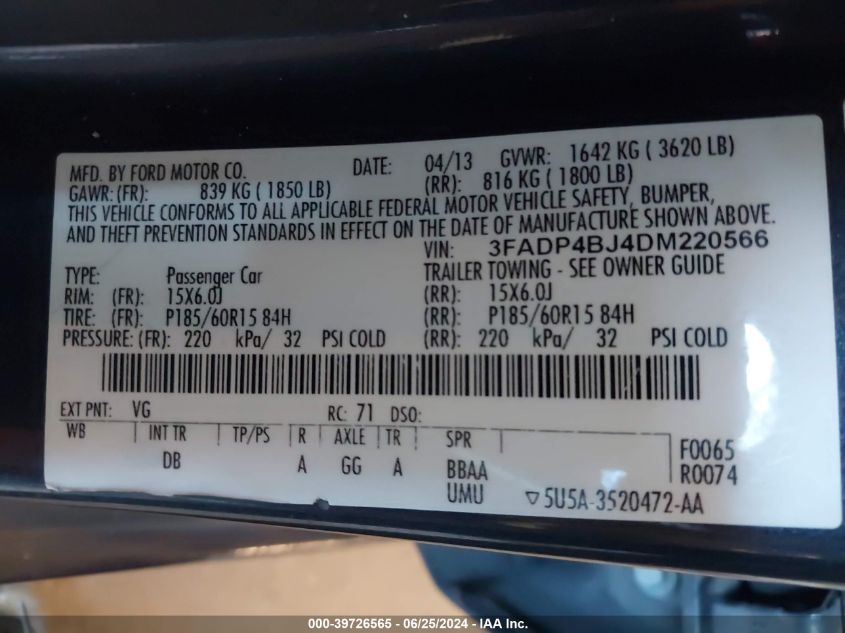 MFD. BY FORD MOTOR CO. DATE: 04/13 GVWR: 1642 KG ( 3620 LB)
GAWR: (FR): 839 KG ( 1850 LB) (RR): 816 KG ( 1800 LB)
THIS VEHICLE CONFORMS TO ALL APPLICABLE FEDERAL MOTOR VEHICLE SAFETY, BUMPER,
AND THEFT PREVENTION STANDARDS IN EFFECT ON THE DATE OF MANUFACTURE SHOWN ABOVE.
VIN: 3FADP4BJ4DM220566
TYPE: Passenger Car TRAILER TOWING - SEE OWNER GUIDE
RIM: (FR): 15X6.0J (RR): 15X6.0J
TIRE: (FR): P185/60R15 84H (RR): P185/60R15 84H
PRESSURE: (FR): 220 kPa/ 32 PSI COLD (RR): 220 kPa/ 32 PSI COLD
EXT PNT: VG RC: 71 DSO:
WB INT TR TP/PS R AXLE TR SPR F0065
DB A GG A BBAA R0074
UMU ▽5U5A-3520472-AA
000-39726565 - 06/25/2024 - IAA Inc.